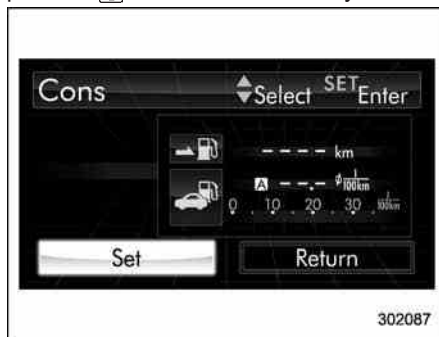 Cons Select SET Enter
---- km
A --.- ϕ l/100km
0 . 10 . 20 . 30 . l/100km
Set Return
302087